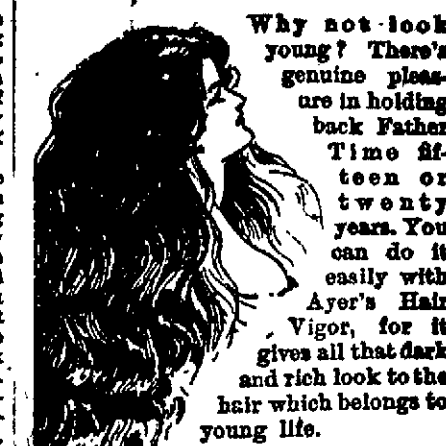 Why not look
young? There's
genuine pleas-
ure in holding
back Father
Time fif-
teen or
twenty
years. You
can do it
easily with
Ayer's Hair
Vigor, for it
gives all that dark
and rich look to the
hair which belongs to
young life.